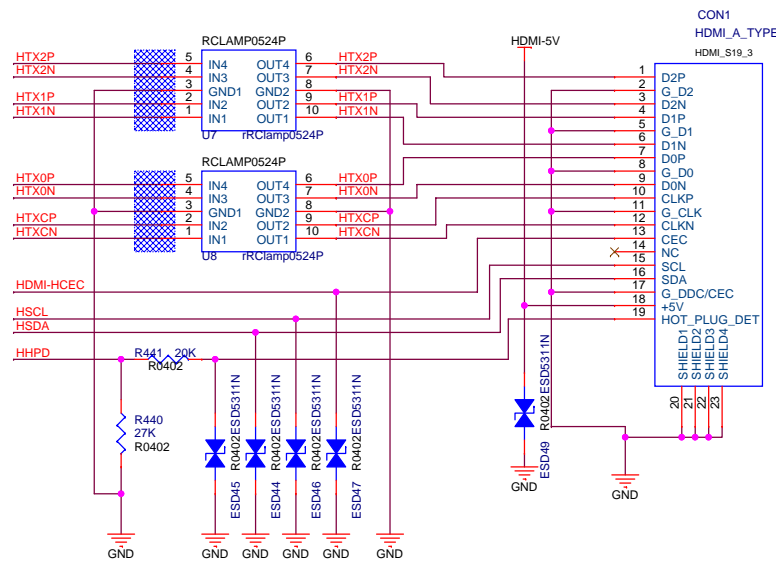 CON1
HDMI_A_TYPE
HDMI_S19_3
HDMI-5V
RCLAMP0524P
HTX2P 5 IN4 OUT4 6 HTX2P
HTX2N 4 IN3 OUT3 7 HTX2N
3 GND1 GND2 8
HTX1P 2 IN2 OUT2 9 HTX1P
HTX1N 1 IN1 OUT1 10 HTX1N
U7 rRClamp0524P
RCLAMP0524P
HTX0P 5 IN4 OUT4 6 HTX0P
HTX0N 4 IN3 OUT3 7 HTX0N
3 GND1 GND2 8
HTXCP 2 IN2 OUT2 9 HTXCP
HTXCN 1 IN1 OUT1 10 HTXCN
U8 rRClamp0524P
1 D2P
2 G_D2
3 D2N
4 D1P
5 G_D1
6 D1N
7 D0P
8 G_D0
9 D0N
10 CLKP
11 G_CLK
12 CLKN
13 CEC
14 NC
15 SCL
16 SDA
17 G_DDC/CEC
18 +5V
19 HOT_PLUG_DET
SHIELD1
SHIELD2
SHIELD3
SHIELD4
20
21
22
23
HDMI-HCEC
HSCL
HSDA
HHPD
R441 20K
R0402
R440
27K
R0402
ESD45 R0402 ESD5311N
ESD44 R0402 ESD5311N
ESD46 R0402 ESD5311N
ESD47 R0402 ESD5311N
ESD49 R0402 ESD5311N
GND
GND
GND
GND
GND
GND
GND
GND